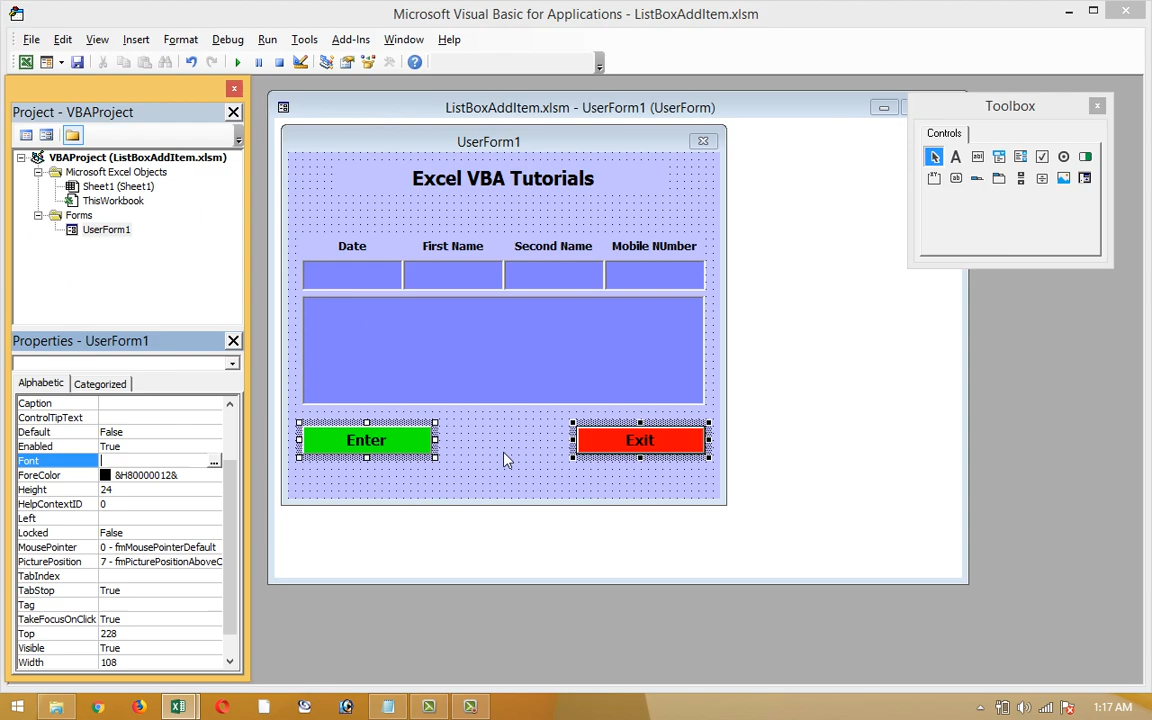 Microsoft Visual Basic for Applications - ListBoxAddItem.xlsm
File Edit View Insert Format Debug Run Tools Add-Ins Window Help
Project - VBAProject
VBAProject (ListBoxAddItem.xlsm)
Microsoft Excel Objects
Sheet1 (Sheet1)
ThisWorkbook
Forms
UserForm1
Properties - UserForm1
Alphabetic Categorized
Caption
ControlTipText
Default False
Enabled True
Font ...
ForeColor &H80000012&
Height 24
HelpContextID 0
Left
Locked False
MousePointer 0 - fmMousePointerDefault
PicturePosition 7 - fmPicturePositionAboveC
TabIndex
TabStop True
Tag
TakeFocusOnClick True
Top 228
Visible True
Width 108
ListBoxAddItem.xlsm - UserForm1 (UserForm)
UserForm1
Excel VBA Tutorials
Date First Name Second Name Mobile NUmber
Enter Exit
Toolbox
Controls
1:17 AM